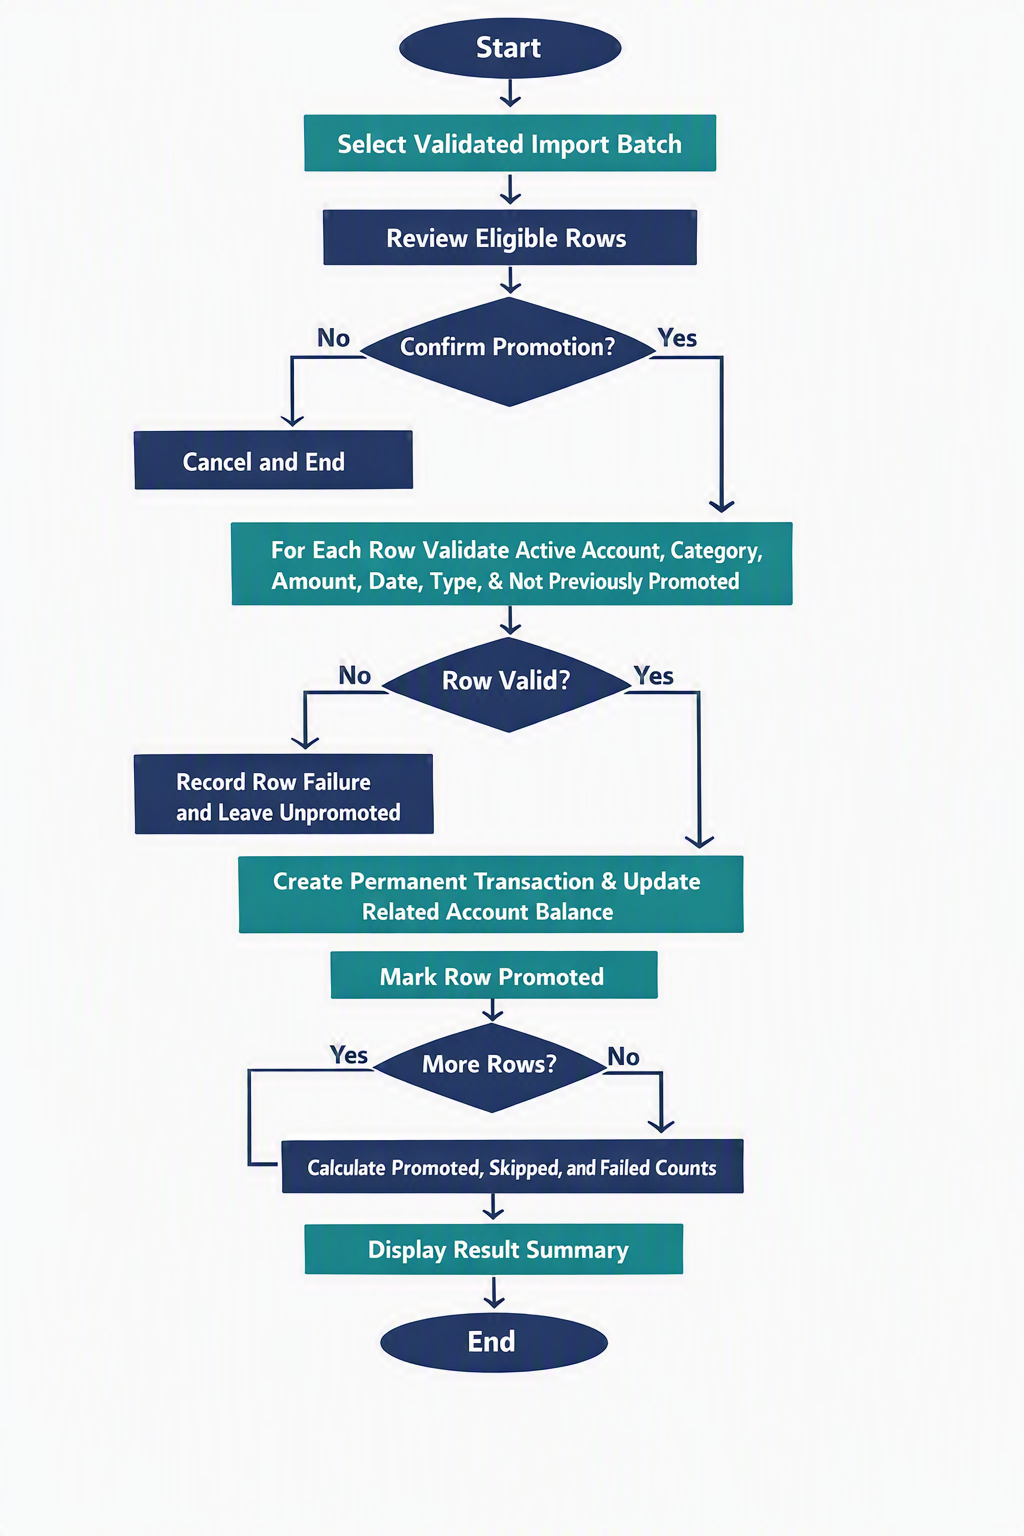 Start
Select Validated Import Batch
Review Eligible Rows
Confirm Promotion?
No
Yes
Cancel and End
For Each Row Validate Active Account, Category,
Amount, Date, Type, & Not Previously Promoted
Row Valid?
No
Yes
Record Row Failure
and Leave Unpromoted
Create Permanent Transaction & Update
Related Account Balance
Mark Row Promoted
More Rows?
Yes
No
Calculate Promoted, Skipped, and Failed Counts
Display Result Summary
End